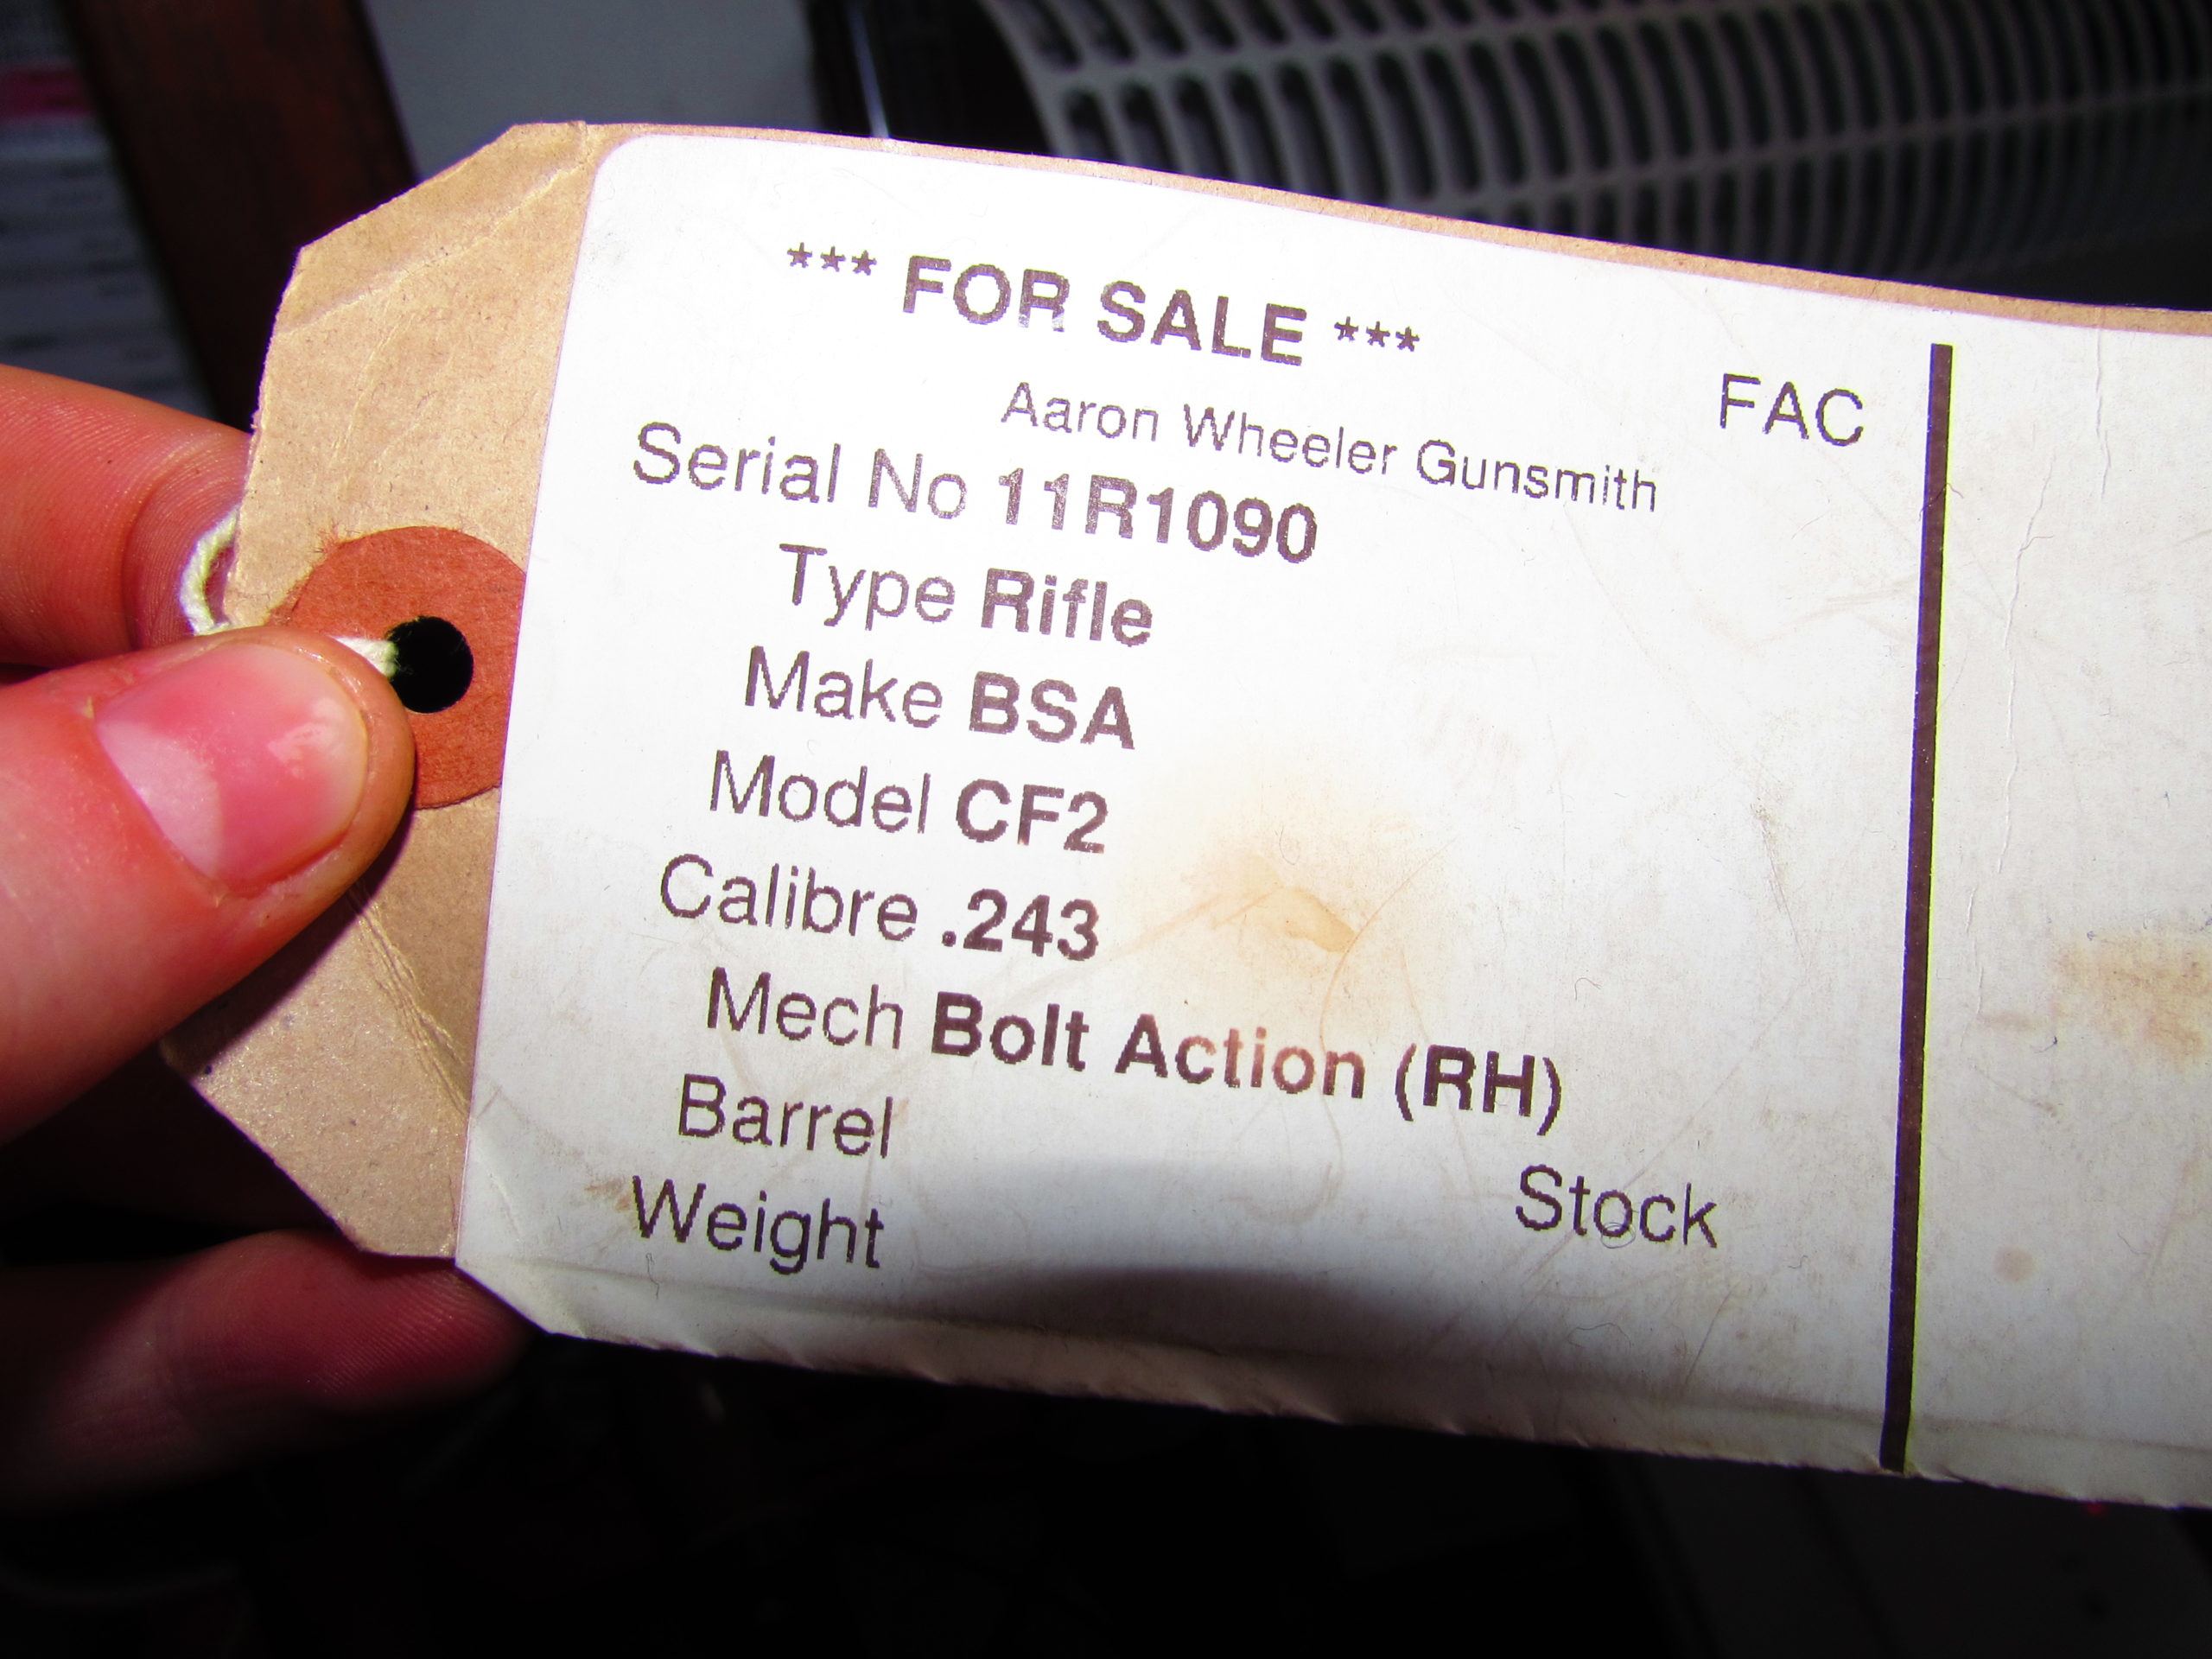 *** FOR SALE ***
FAC
Aaron Wheeler Gunsmith
Serial No 11R1090
Type Rifle
Make BSA
Model CF2
Calibre .243
Mech Bolt Action (RH)
Barrel
Stock
Weight